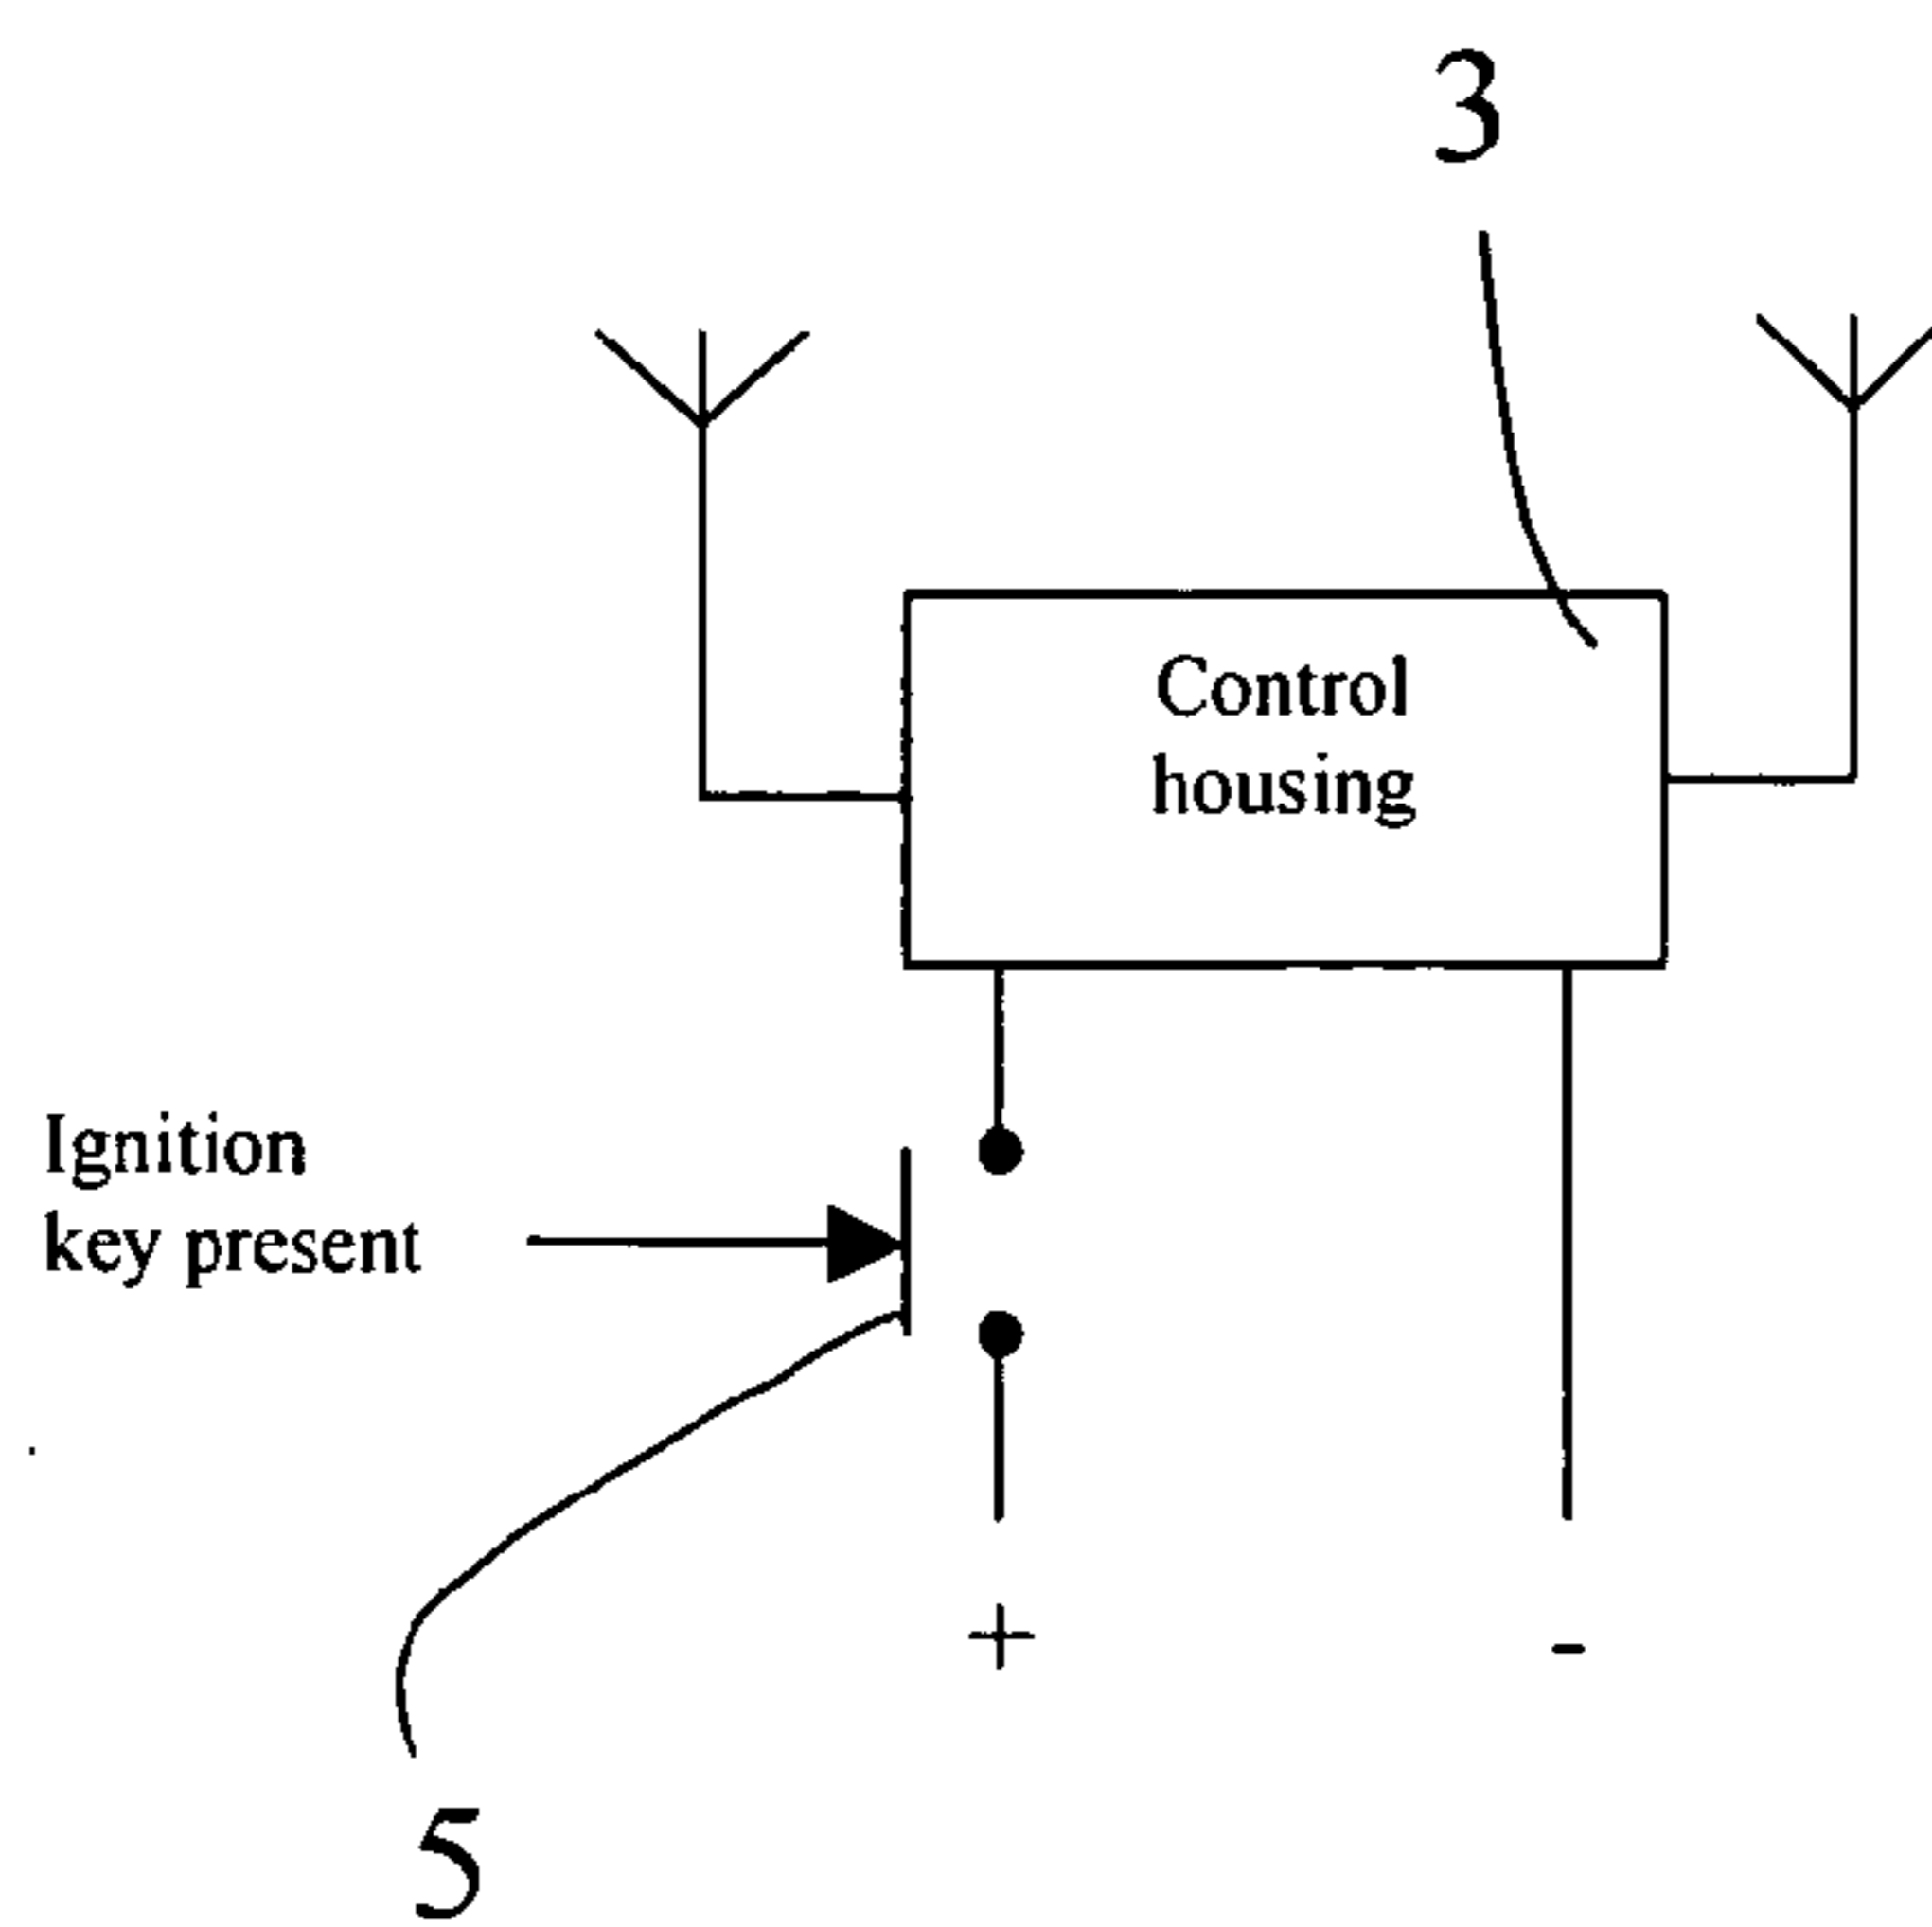 3
Control
housing
Ignition
key present
+
-
5